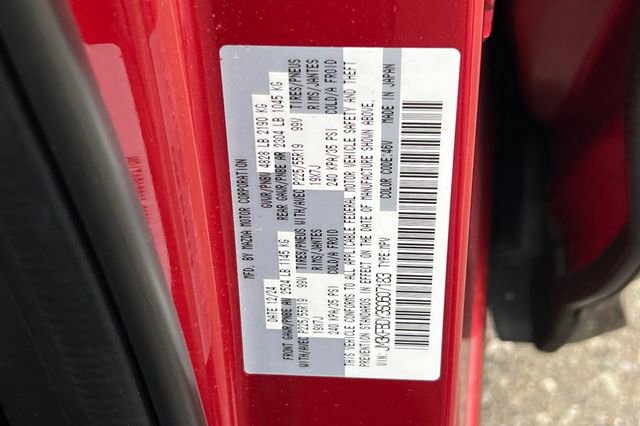 MFD. BY MAZDA MOTOR CORPORATION
DATE 12/24 GVWR/PNBV 4828 LB 2190 KG
FRONT GAWR/PNBE AV 2524 LB 1145 KG REAR GAWR/PNBE AR 2304 LB 1045 KG
WITH/AVEC P225/55R19 99V TIRES/PNEUS WITH/AVEC P225/55R19 99V TIRES/PNEUS
19X7J RIMS/JANTES 19X7J RIMS/JANTES
240 KPA/35 PSI COLD/A FROID 240 KPA/35 PSI COLD/A FROID
THIS VEHICLE CONFORMS TO ALL APPLICABLE FEDERAL MOTOR VEHICLE SAFETY AND THEFT
PREVENTION STANDARDS IN EFFECT ON THE DATE OF MANUFACTURE SHOWN ABOVE.
VIN: JM3KFBDY3S0607183 TYPE:MPV COLOR CODE:46V MADE IN JAPAN